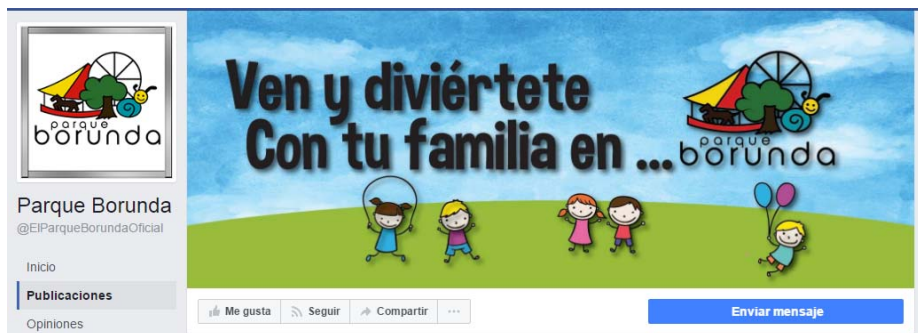 parque
borunda
Parque Borunda
@ElParqueBorundaOficial
Inicio
Publicaciones
Opiniones
Ven y diviértete
Con tu familia en ...
parque
borunda
Me gusta
Seguir
Compartir
Enviar mensaje